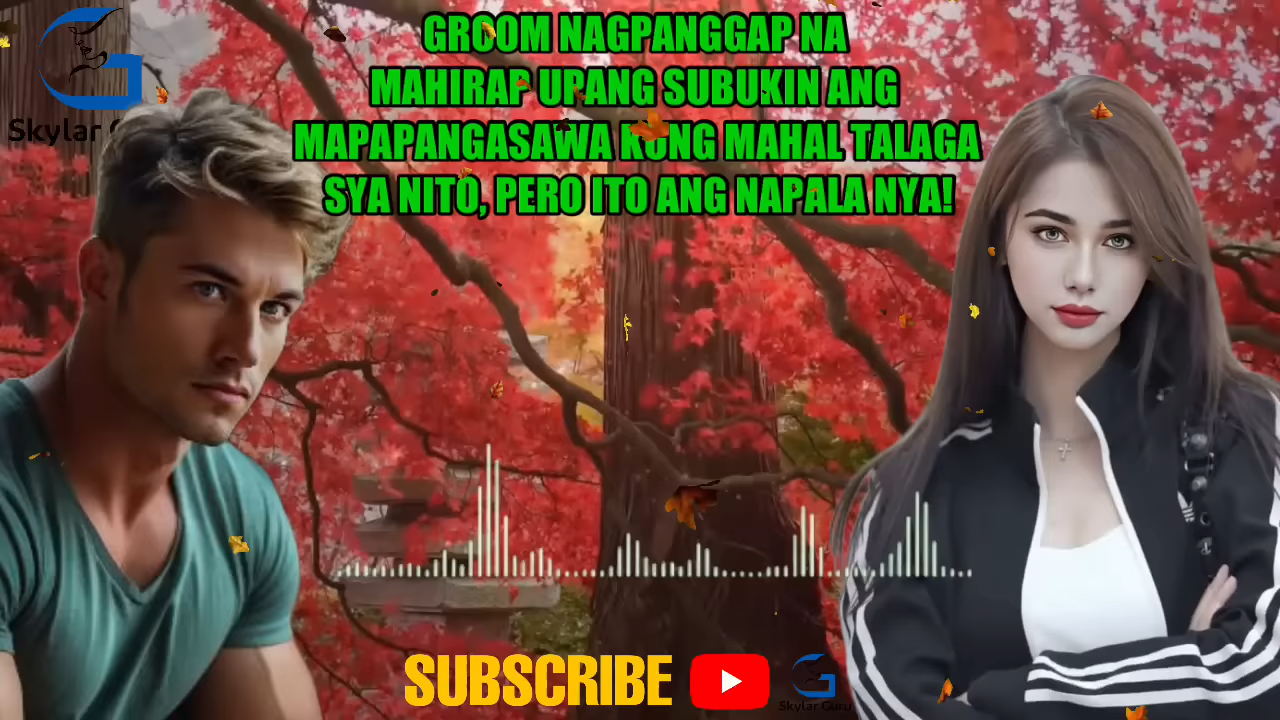 GROOM NAGPANGGAP NA
MAHIRAP UPANG SUBUKIN ANG
MAPAPANGASAWA KUNG MAHAL TALAGA
SYA NITO, PERO ITO ANG NAPALA NYA!
Skylar G
SUBSCRIBE
Skylar Guru